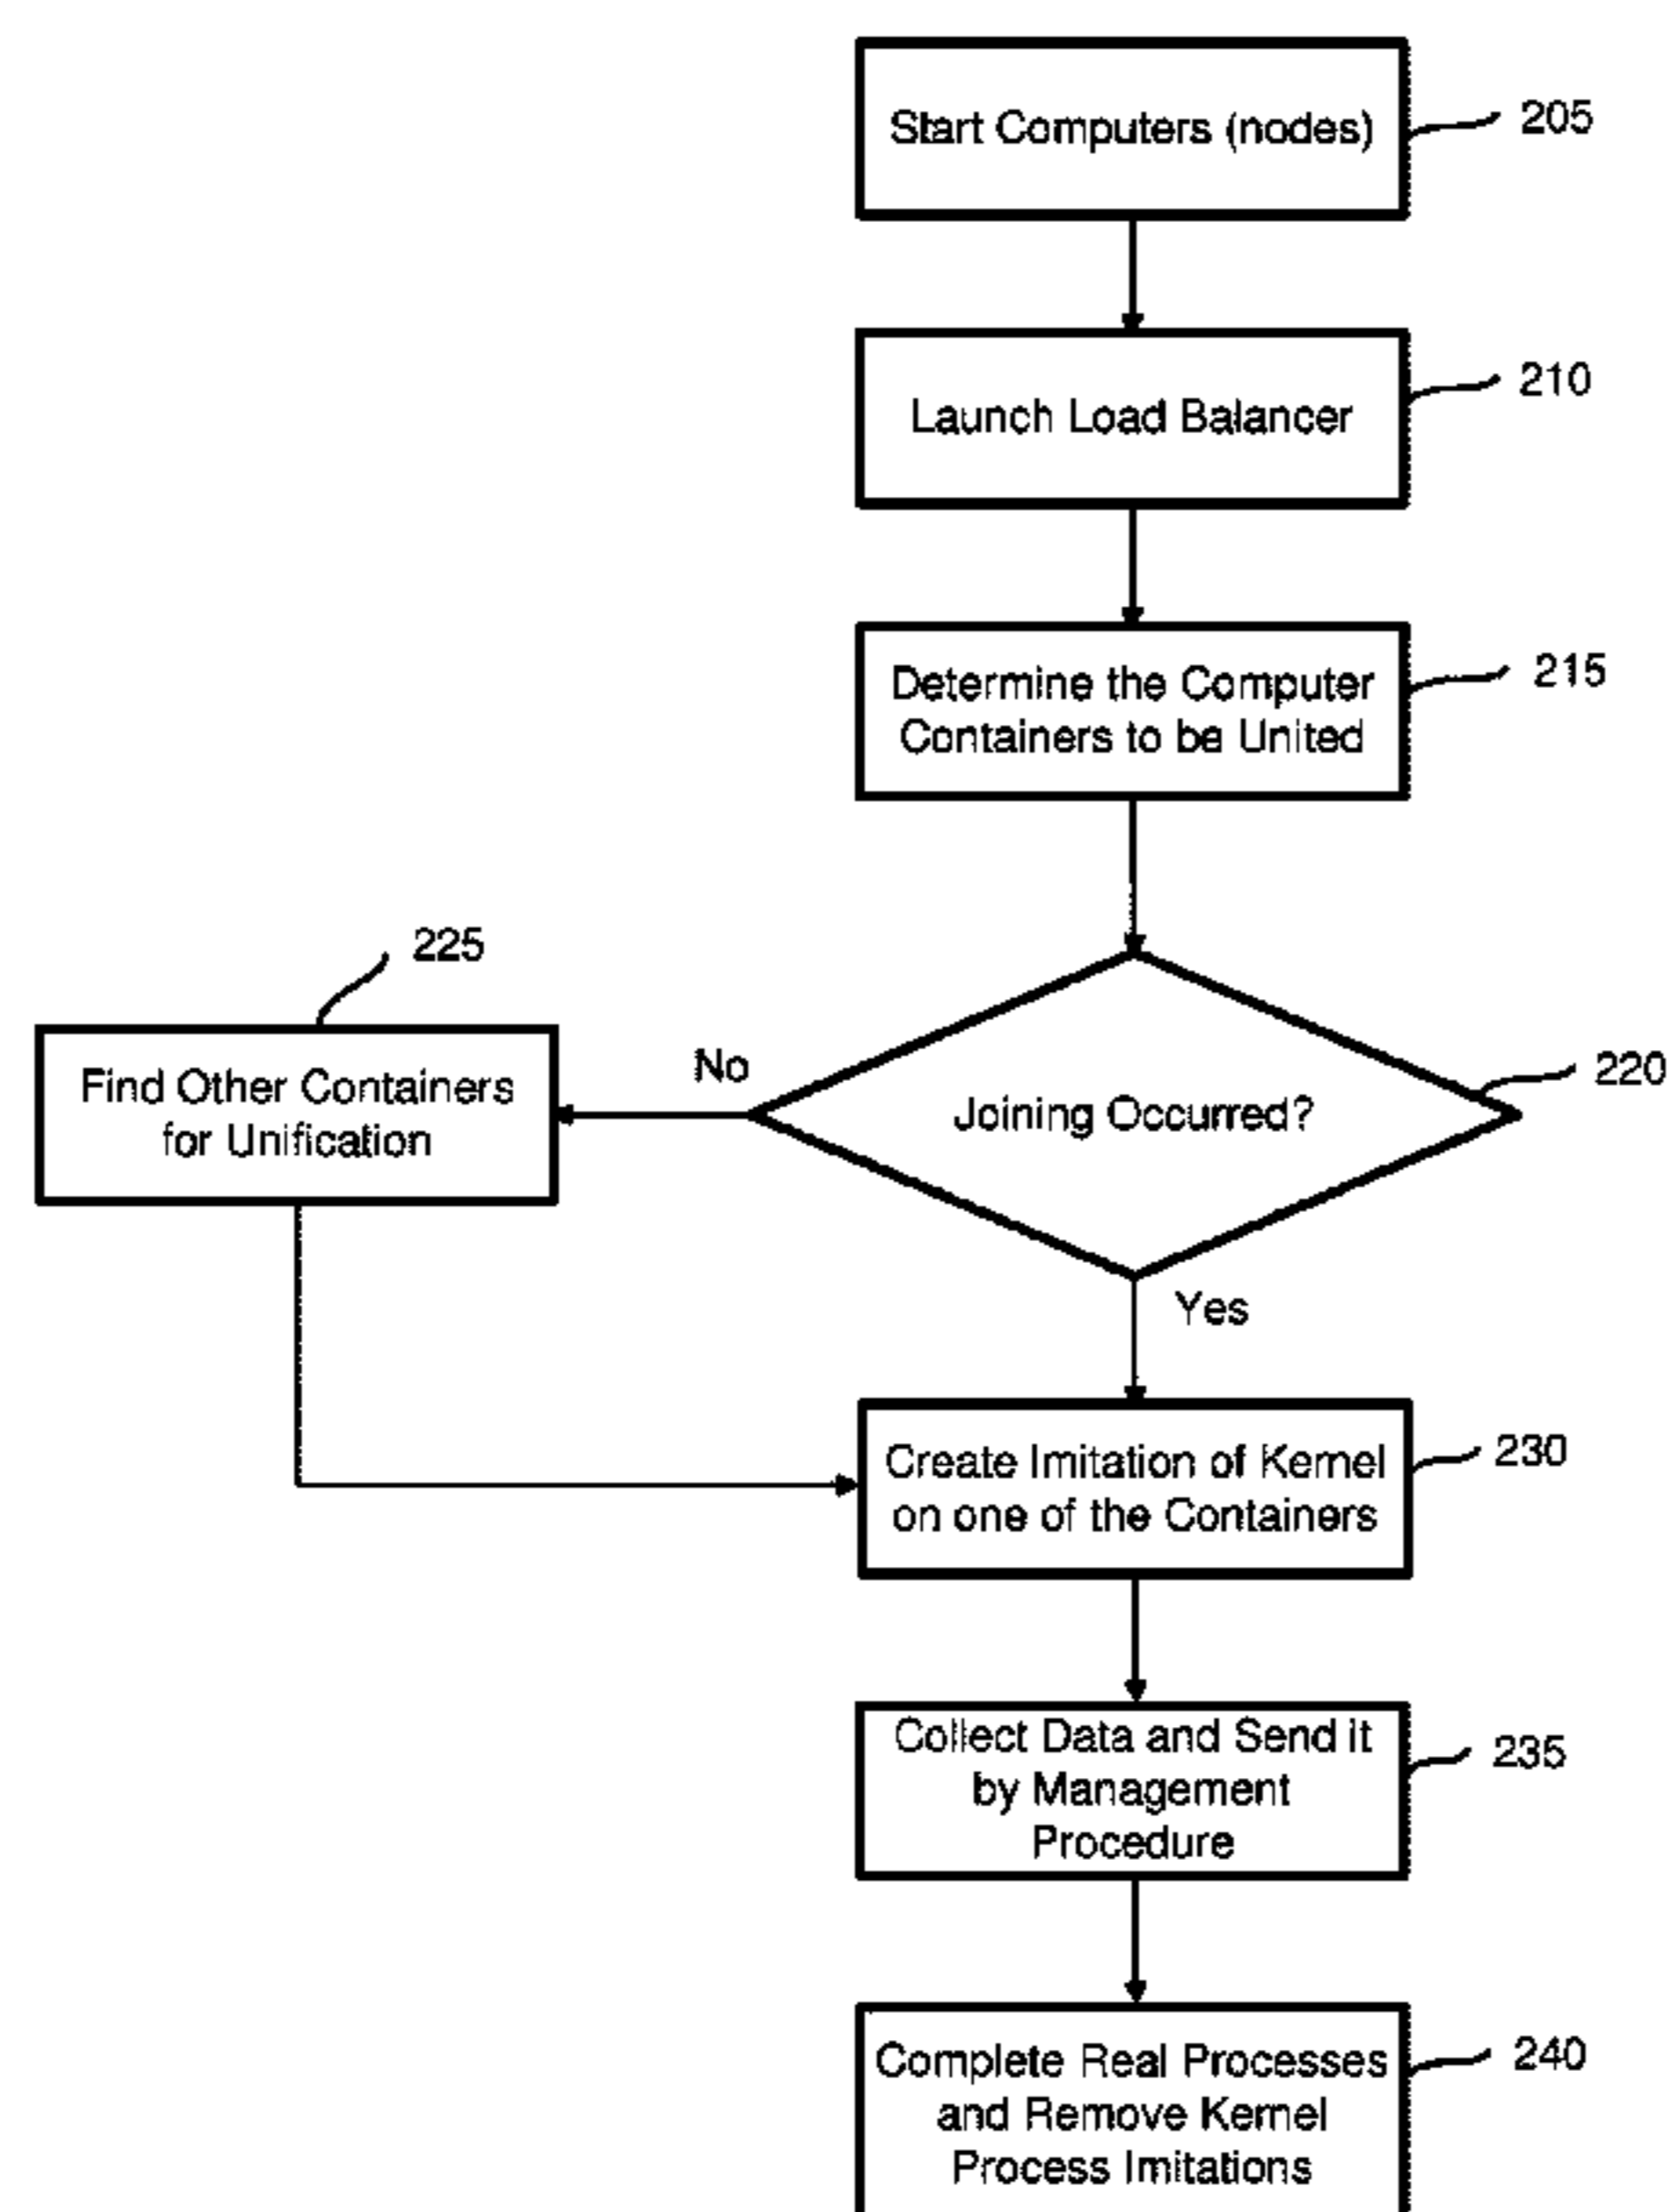 Start Computers (nodes)
205
Launch Load Balancer
210
Determine the Computer
Containers to be United
215
225
Find Other Containers
for Unification
No
Joining Occurred?
220
Yes
Create Imitation of Kernel
on one of the Containers
230
Collect Data and Send it
by Management
Procedure
235
Complete Real Processes
and Remove Kernel
Process Imitations
240